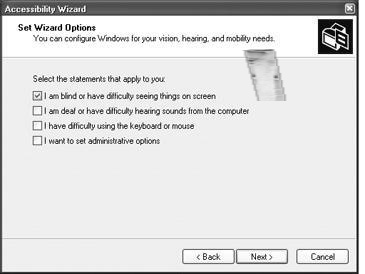 Accessibility Wizard
Set Wizard Options
You can configure Windows for your vision, hearing, and mobility needs.
Select the statements that apply to you:
I am blind or have difficulty seeing things on screen
I am deaf or have difficulty hearing sounds from the computer
I have difficulty using the keyboard or mouse
I want to set administrative options
< Back Next > Cancel